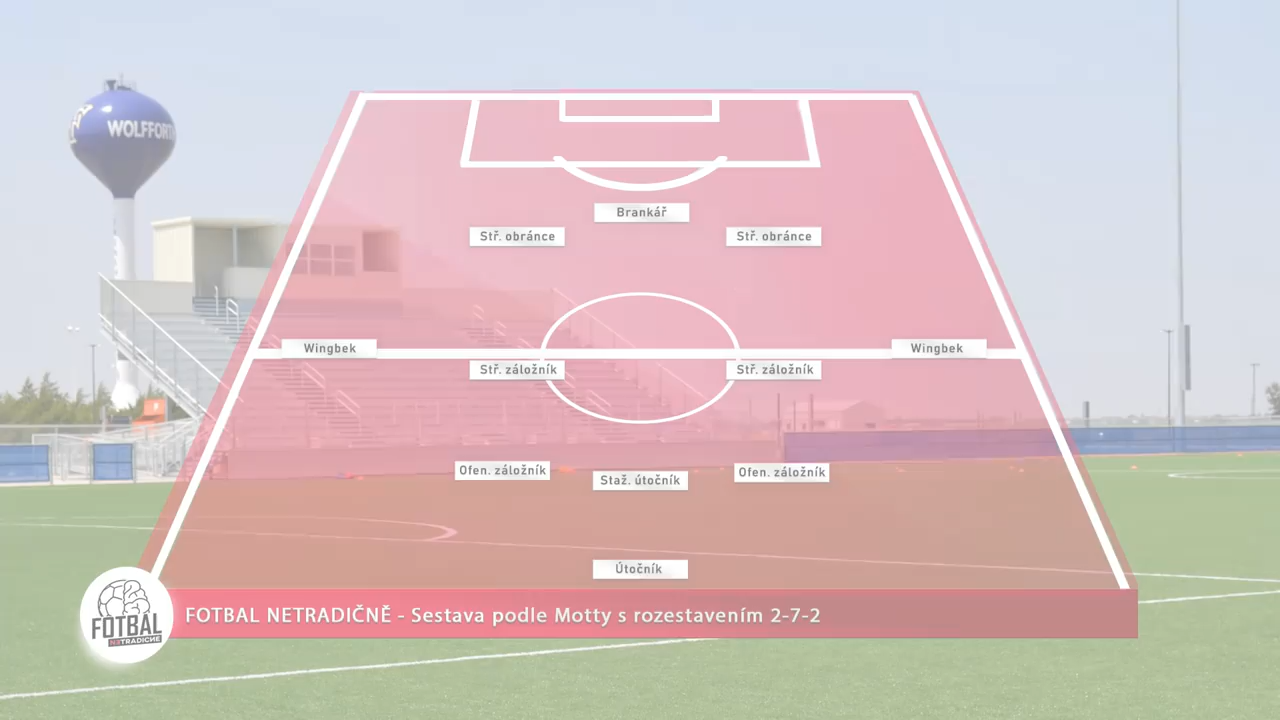 WOLFFORTH
Brankář
Stř. obránce
Stř. obránce
Wingbek
Wingbek
Stř. záložník
Stř. záložník
Ofen. záložník
Staž. útočník
Ofen. záložník
Útočník
FOTBAL NETRADIČNĚ - Sestava podle Motty s rozestavením 2-7-2
FOTBAL
NETRADIČNĚ